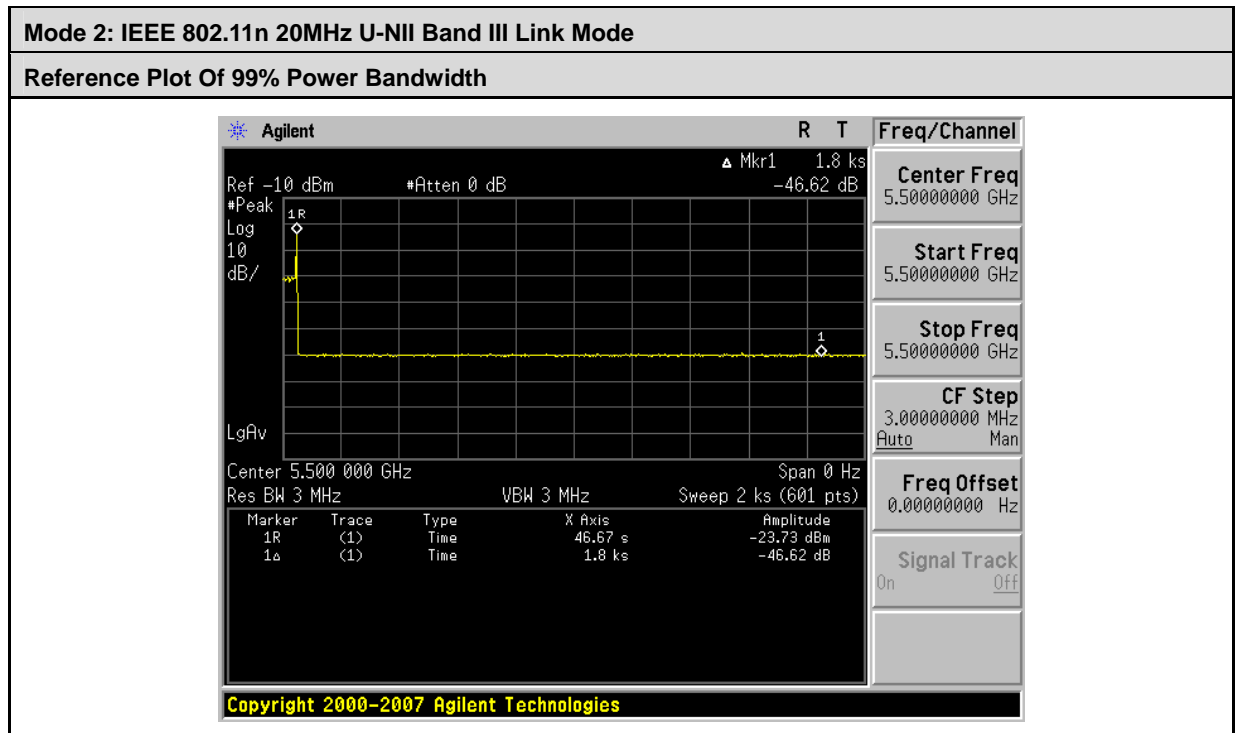 Mode 2: IEEE 802.11n 20MHz U-NII Band III Link Mode
Reference Plot Of 99% Power Bandwidth
Agilent R T Freq/Channel
Δ Mkr1 1.8 ks
Ref -10 dBm #Atten 0 dB -46.62 dB
#Peak
Log
10
dB/
1R
1
LgAv
Center 5.500 000 GHz Span 0 Hz
Res BW 3 MHz VBW 3 MHz Sweep 2 ks (601 pts)
Marker Trace Type X Axis Amplitude
1R (1) Time 46.67 s -23.73 dBm
1Δ (1) Time 1.8 ks -46.62 dB
Center Freq
5.50000000 GHz
Start Freq
5.50000000 GHz
Stop Freq
5.50000000 GHz
CF Step
3.00000000 MHz
Auto Man
Freq Offset
0.00000000 Hz
Signal Track
On Off
Copyright 2000-2007 Agilent Technologies